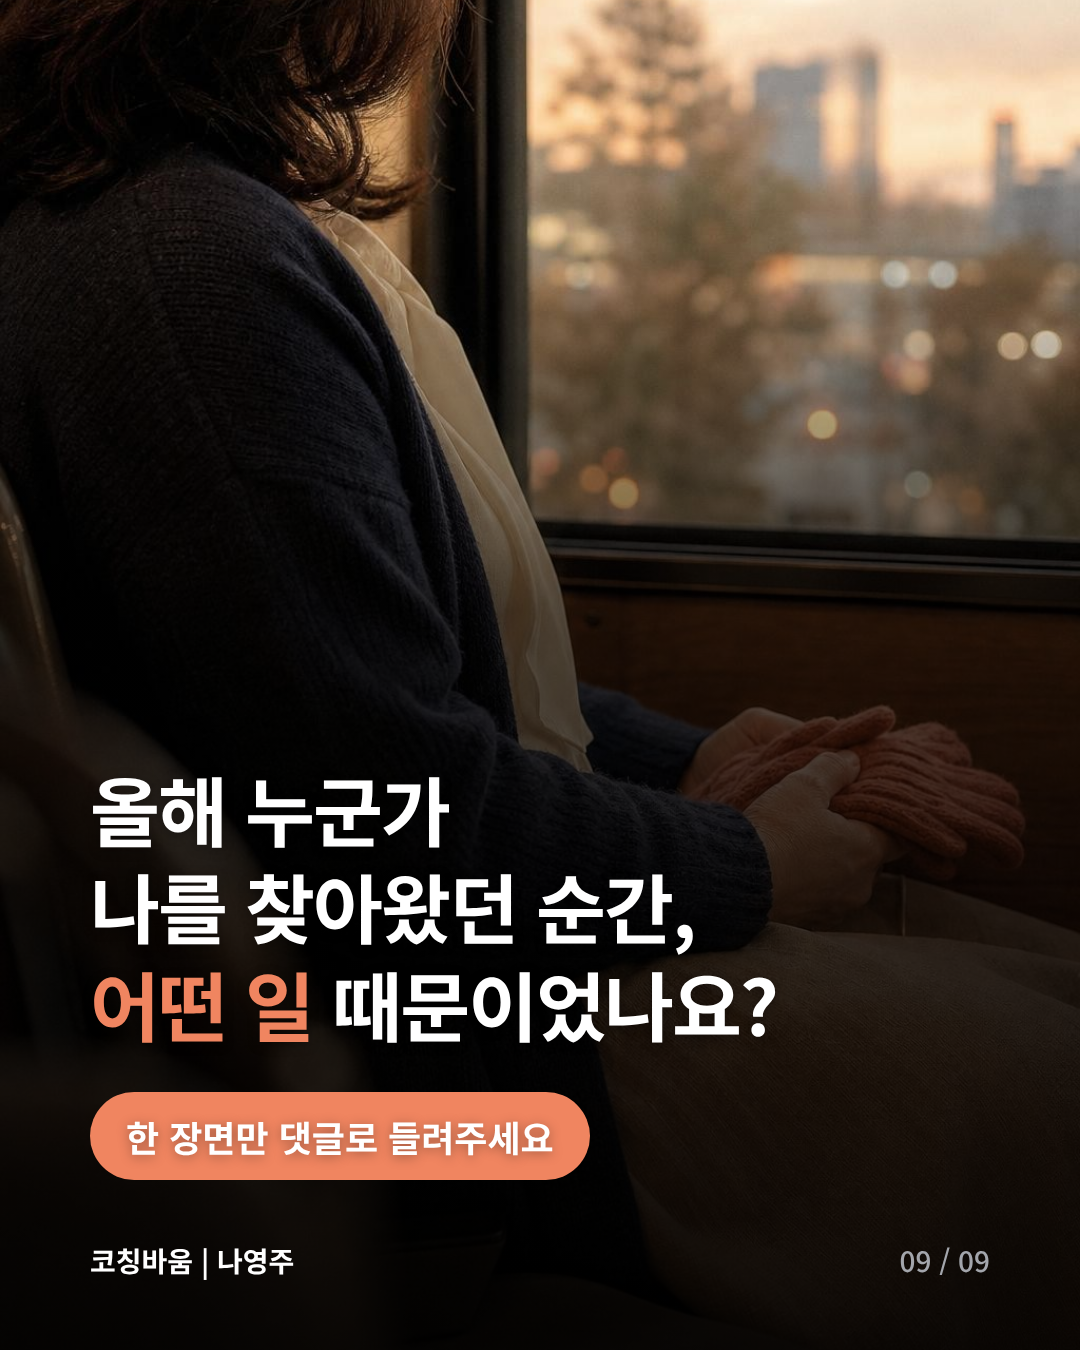 올해 누군가
나를 찾아왔던 순간,
어떤 일 때문이었나요?
한 장면만 댓글로 들려주세요
코칭바움 | 나영주
09 / 09